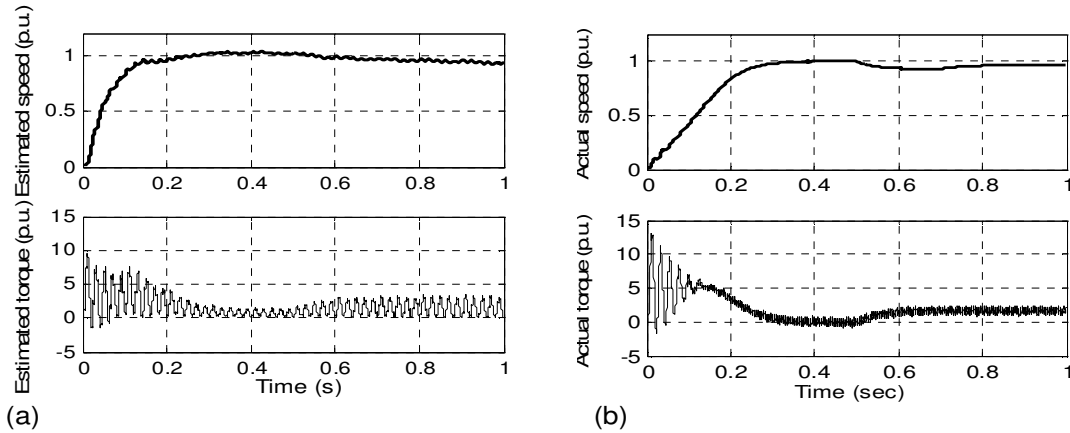 Estimated speed (p.u.)
1
0.5
0
0 0.2 0.4 0.6 0.8 1
Estimated torque (p.u.)
15
10
5
0
-5
0 0.2 0.4 0.6 0.8 1
Time (s)
(a)
Actual speed (p.u.)
1
0.5
0
0 0.2 0.4 0.6 0.8 1
Actual torque (p.u.)
15
10
5
0
-5
0 0.2 0.4 0.6 0.8 1
Time (sec)
(b)